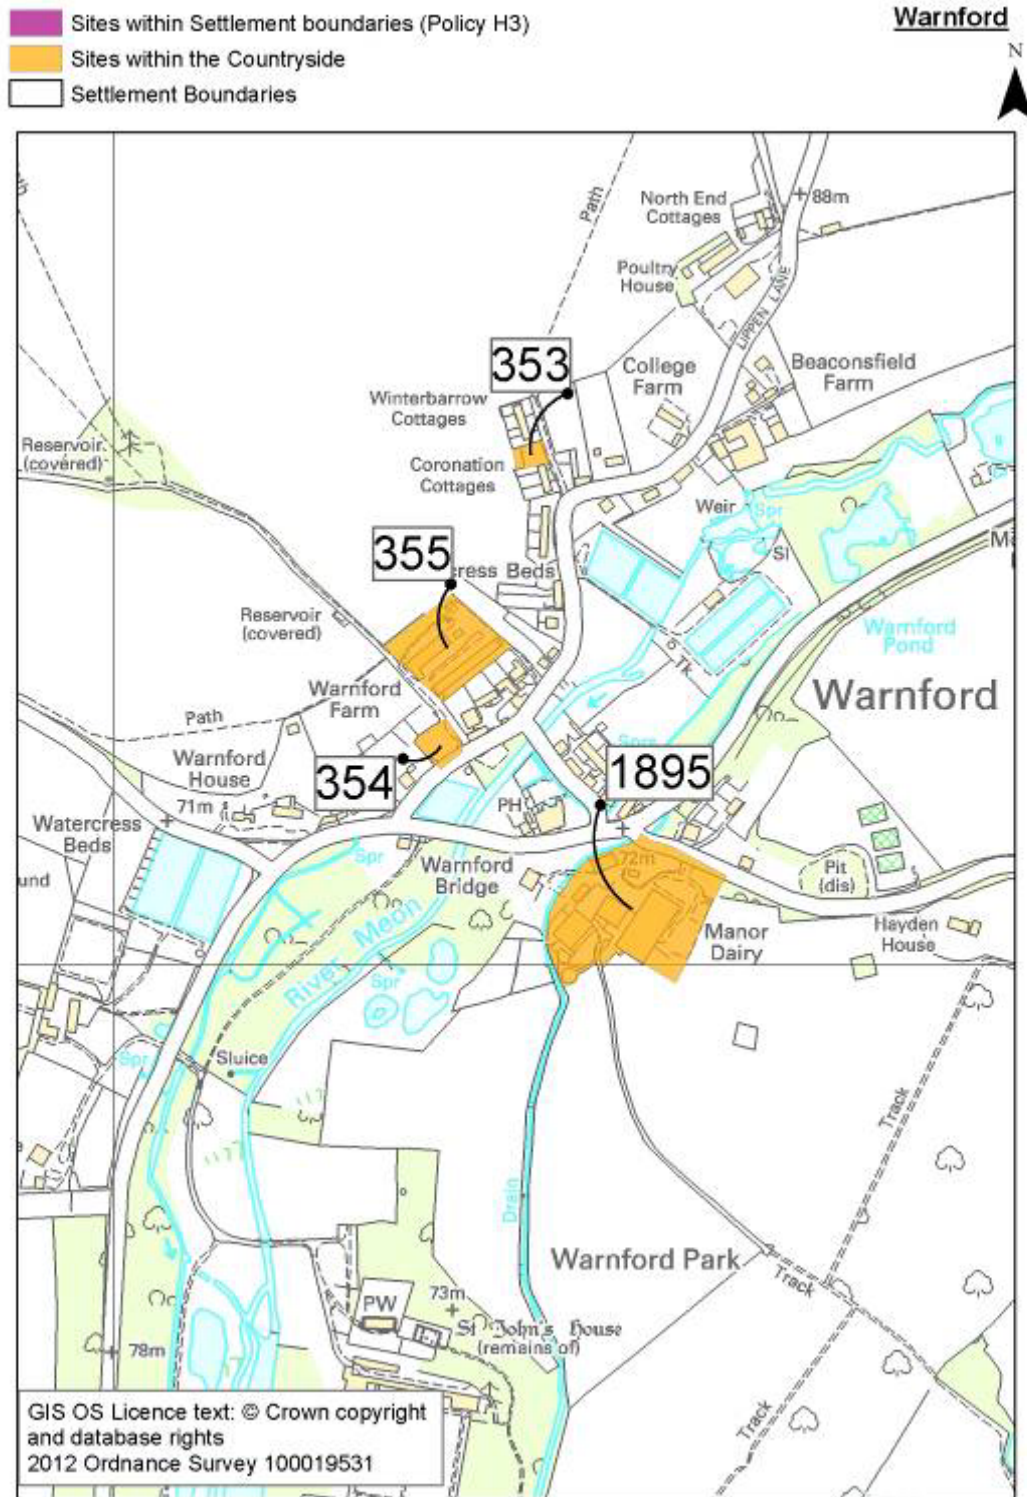 Warnford
Sites within Settlement boundaries (Policy H3)
Sites within the Countryside
Settlement Boundaries
N
Path
North End
Cottages
88m
Poultry
House
LIPPEN LANE
353
College
Farm
Beaconsfield
Farm
Winterbarrow
Cottages
Reservoir
(covered)
Coronation
Cottages
Weir
Spr
Sl
355
cress Beds
Reservoir
(covered)
Warnford
Pond
Tk
Warnford
Farm
Warnford
Path
Warnford
House
354
1895
71m
PH
Watercress
Beds
Spr
72m
Warnford
Bridge
Pit
(dis)
und
Manor
Dairy
Hayden
House
River Meon
Spr
Spr
Sluice
Track
Drain
Warnford Park
Track
PW
73m
St John's House
(remains of)
78m
Track
GIS OS Licence text: © Crown copyright
and database rights
2012 Ordnance Survey 100019531